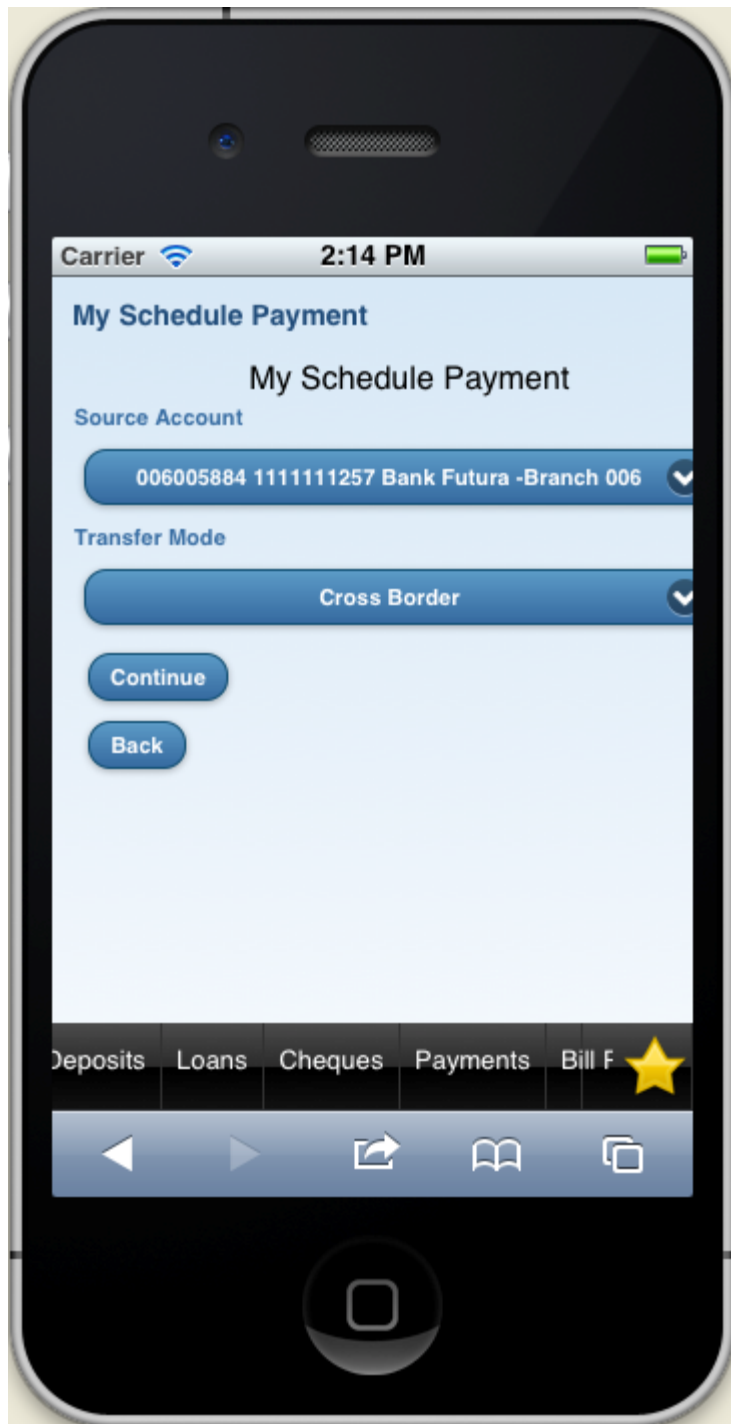 Carrier 2:14 PM
My Schedule Payment
My Schedule Payment
Source Account
006005884 1111111257 Bank Futura -Branch 006
Transfer Mode
Cross Border
Continue
Back
Deposits Loans Cheques Payments Bill